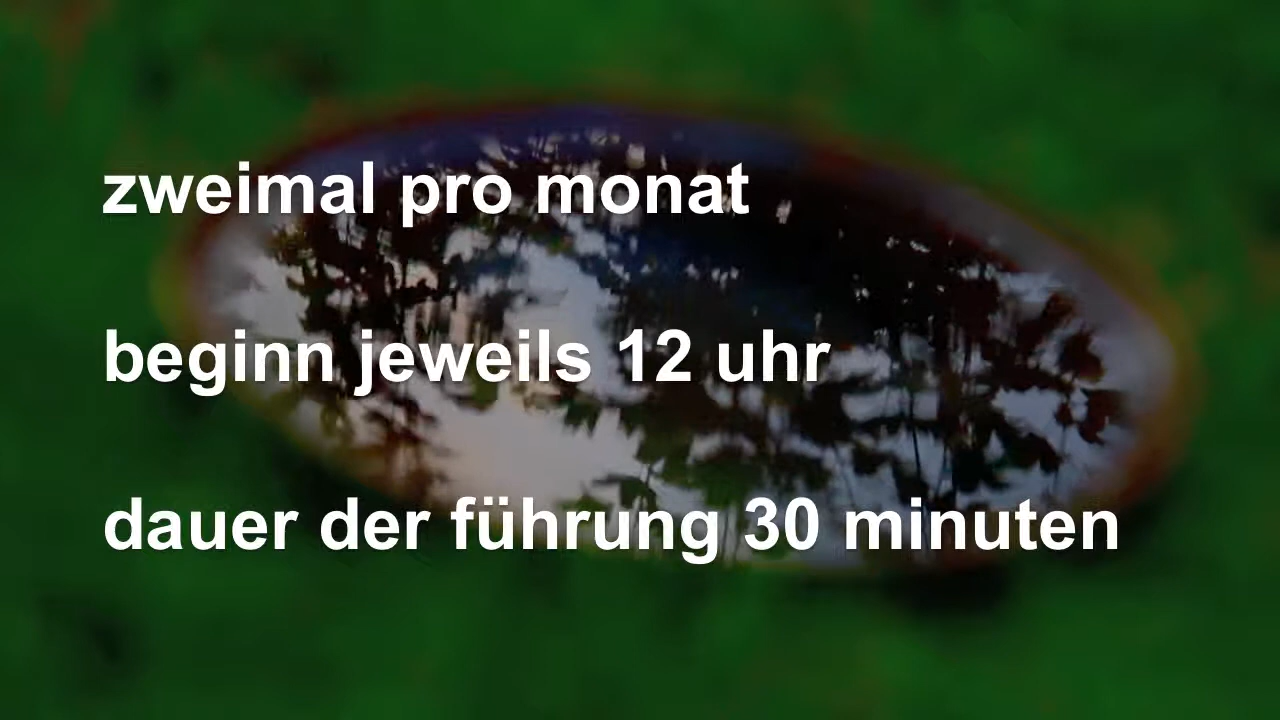 zweimal pro monat
beginn jeweils 12 uhr
dauer der führung 30 minuten